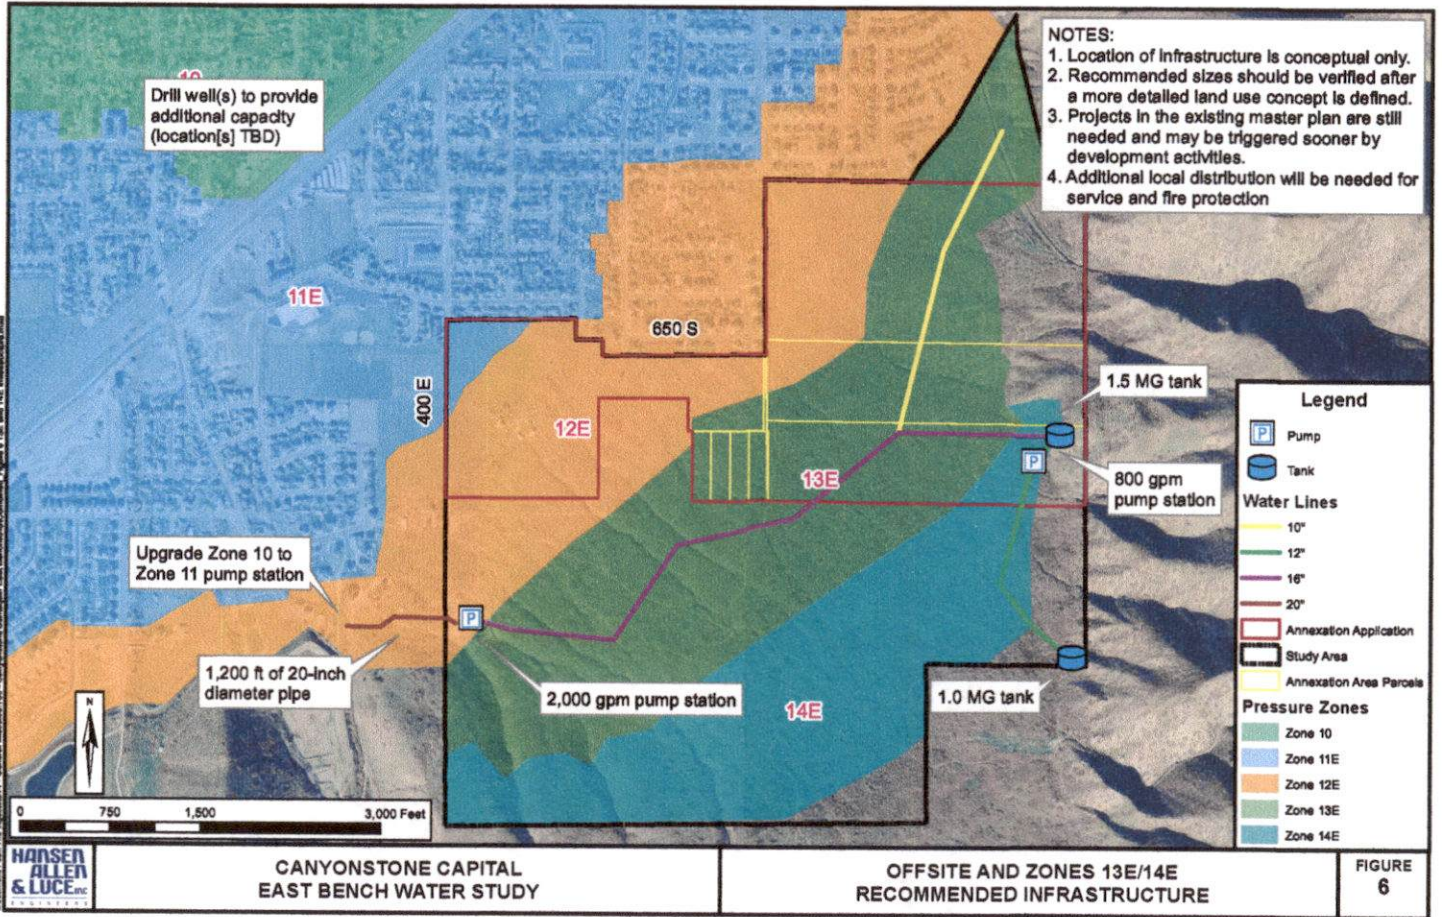 10
Drill well(s) to provide
additional capacity
(location[s] TBD)
NOTES:
1. Location of infrastructure is conceptual only.
2. Recommended sizes should be verified after
a more detailed land use concept is defined.
3. Projects in the existing master plan are still
needed and may be triggered sooner by
development activities.
4. Additional local distribution will be needed for
service and fire protection
11E
650 S
400 E
12E
13E
14E
1.5 MG tank
800 gpm
pump station
1.0 MG tank
Upgrade Zone 10 to
Zone 11 pump station
1,200 ft of 20-inch
diameter pipe
P
2,000 gpm pump station
P
Legend
P Pump
Tank
Water Lines
10"
12"
16"
20"
Annexation Application
Study Area
Annexation Area Parcels
Pressure Zones
Zone 10
Zone 11E
Zone 12E
Zone 13E
Zone 14E
N
0 750 1,500 3,000 Feet
HANSEN
ALLEN
& LUCE INC
ENGINEERS
CANYONSTONE CAPITAL
EAST BENCH WATER STUDY
OFFSITE AND ZONES 13E/14E
RECOMMENDED INFRASTRUCTURE
FIGURE
6